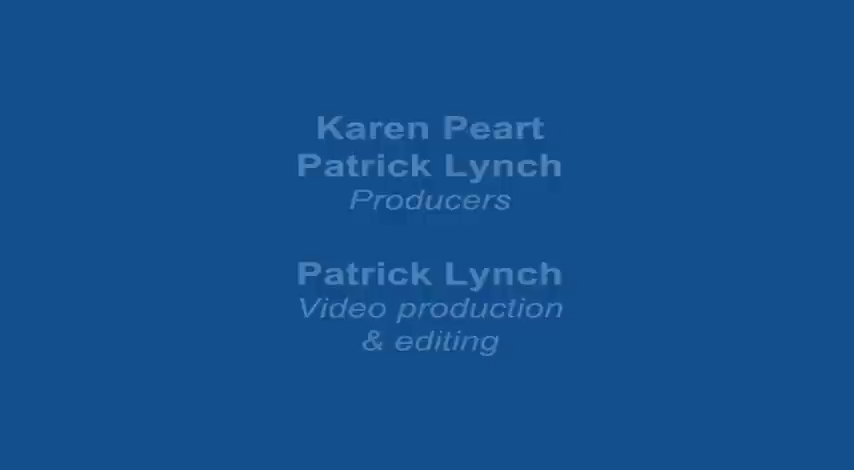 Karen Peart
Patrick Lynch
Producers
Patrick Lynch
Video production
& editing